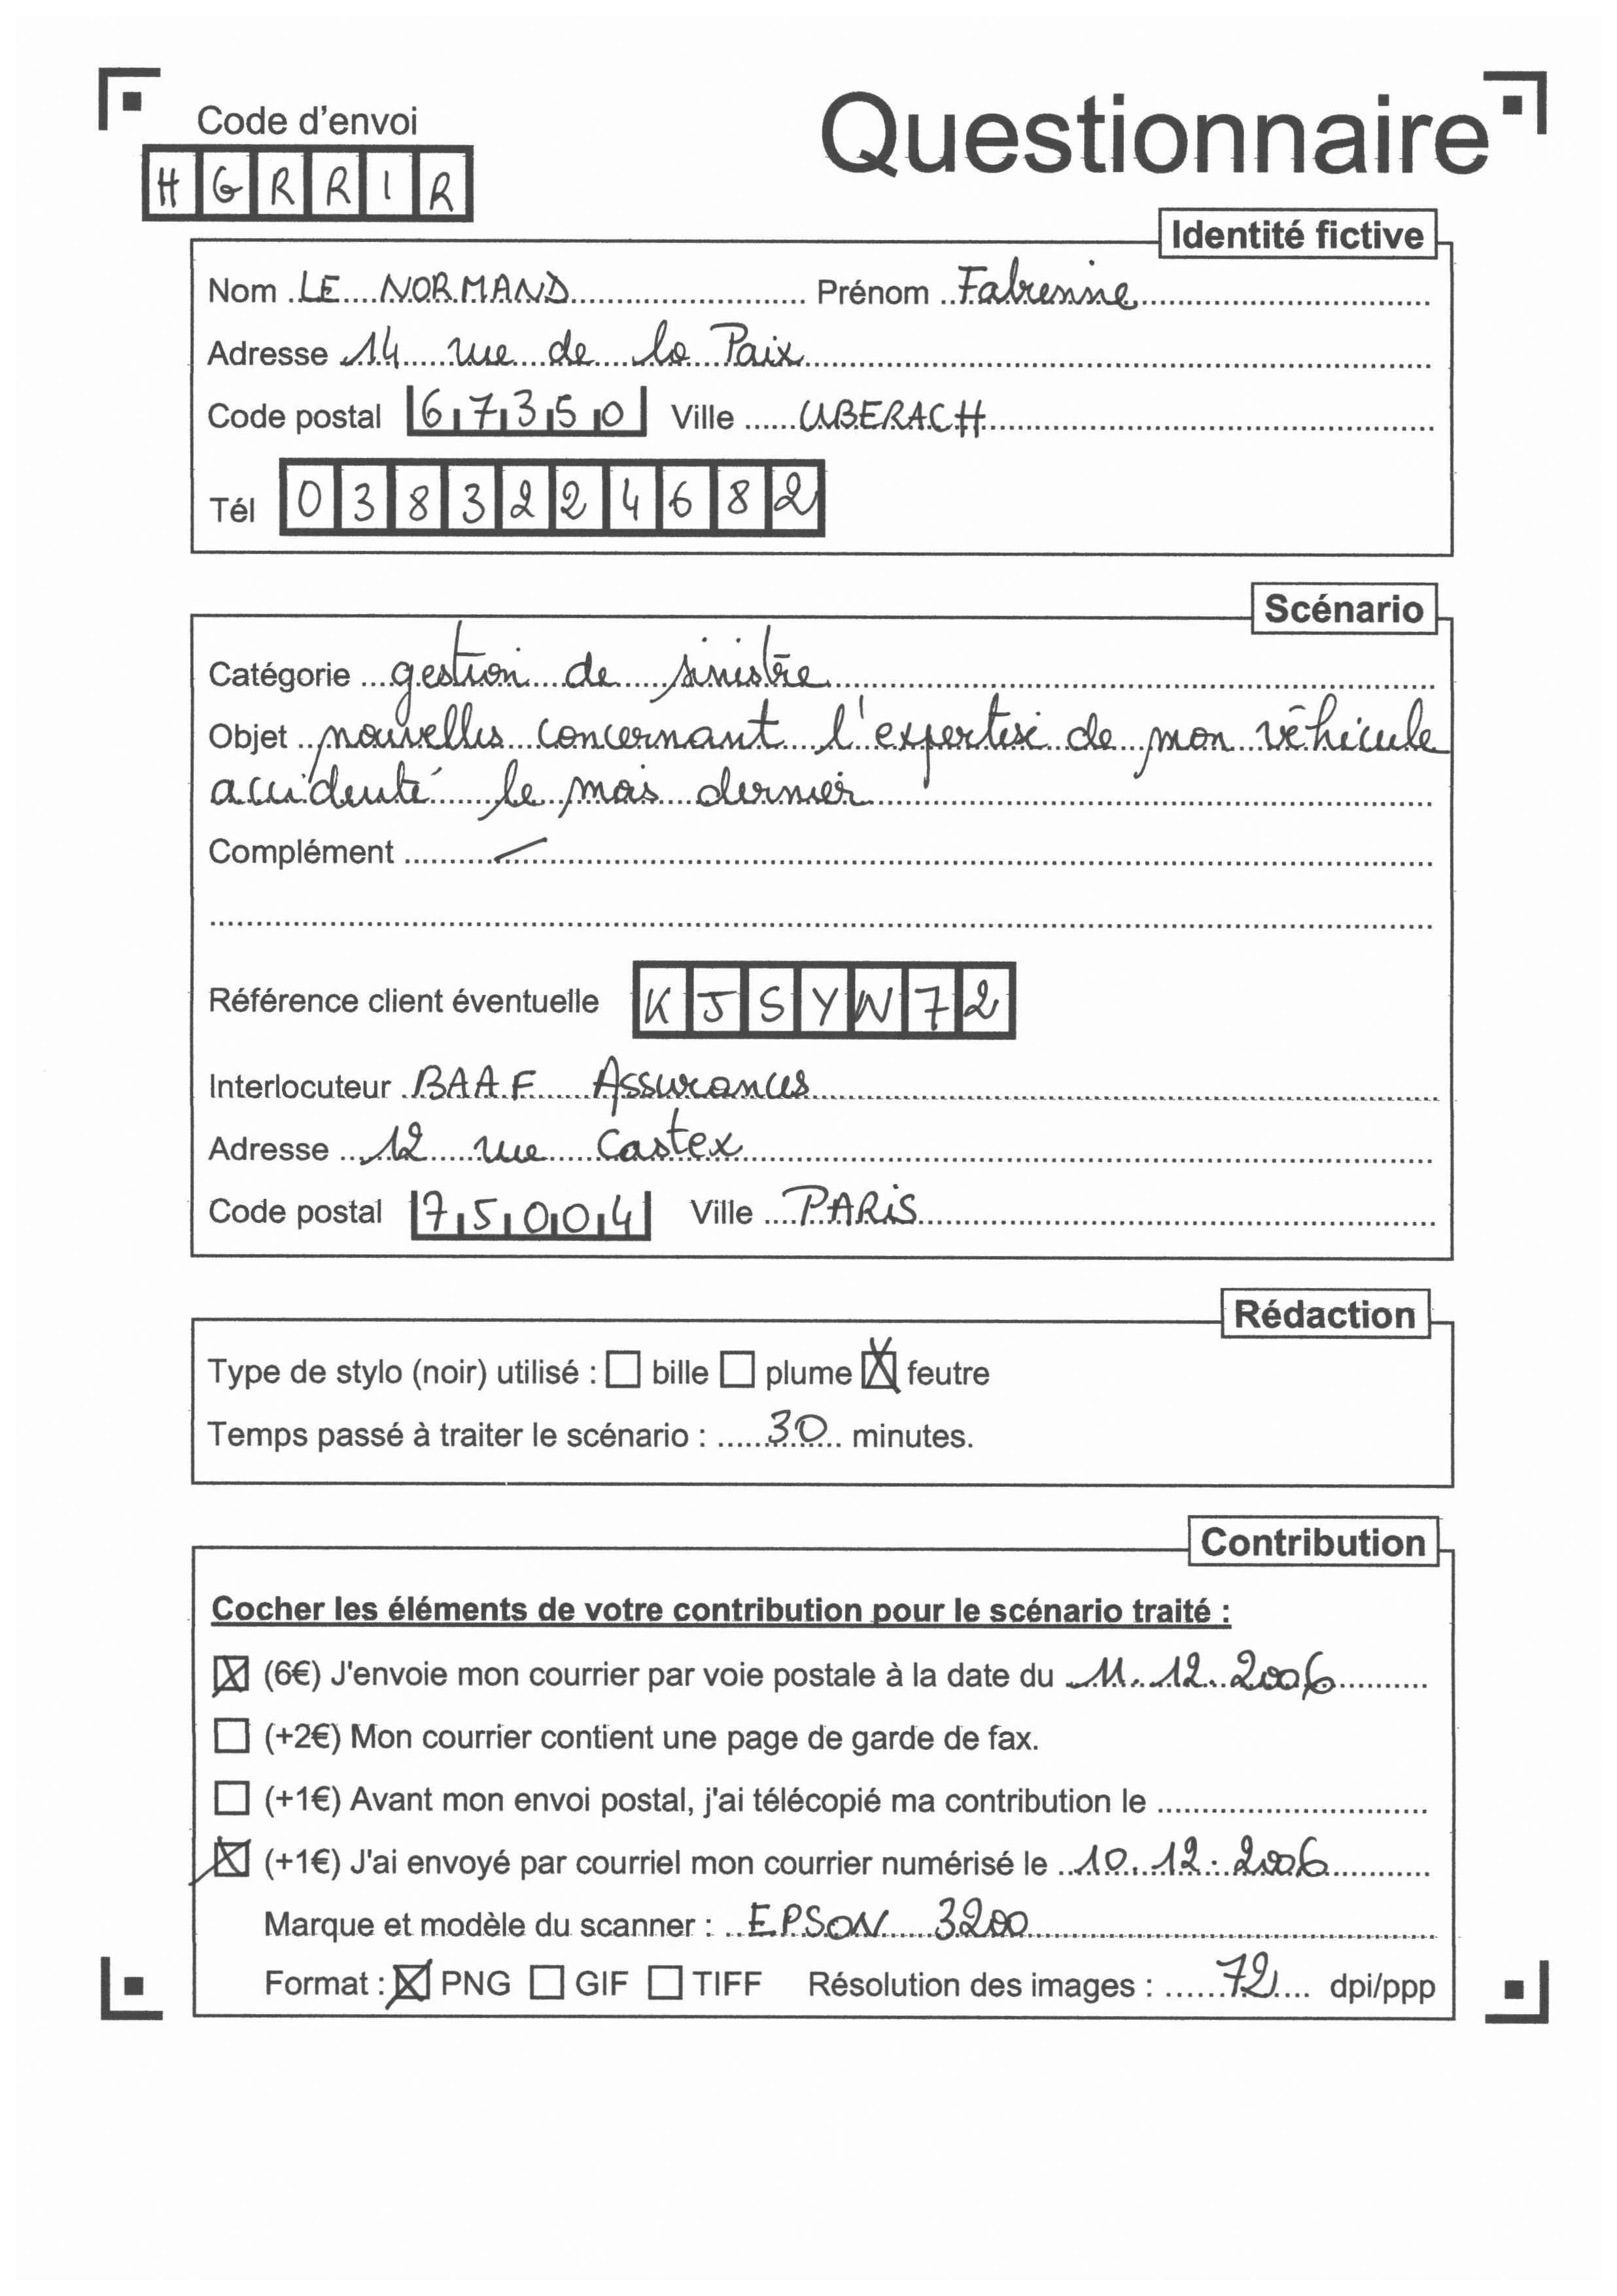 Code d'envoi
HGRRIR
Questionnaire
Identité fictive
Nom LE NORMAND Prénom Fabienne
Adresse 14 rue de la Paix
Code postal 67350 Ville UBERACH
Tél 0383224682
Scénario
Catégorie gestion de sinistre
Objet nouvelles concernant l'expertise de mon véhicule
accidenté le mois dernier
Complément
Référence client éventuelle KJSYW72
Interlocuteur BAAF Assurances
Adresse 12 rue Castex
Code postal 75004 Ville PARIS
Rédaction
Type de stylo (noir) utilisé : bille plume feutre
Temps passé à traiter le scénario : 30 minutes.
Contribution
Cocher les éléments de votre contribution pour le scénario traité :
(6€) J'envoie mon courrier par voie postale à la date du 11.12.2006
(+2€) Mon courrier contient une page de garde de fax.
(+1€) Avant mon envoi postal, j'ai télécopié ma contribution le
(+1€) J'ai envoyé par courriel mon courrier numérisé le 10.12.2006
Marque et modèle du scanner : EPSON 3200
Format : PNG GIF TIFF Résolution des images : 72 dpi/ppp